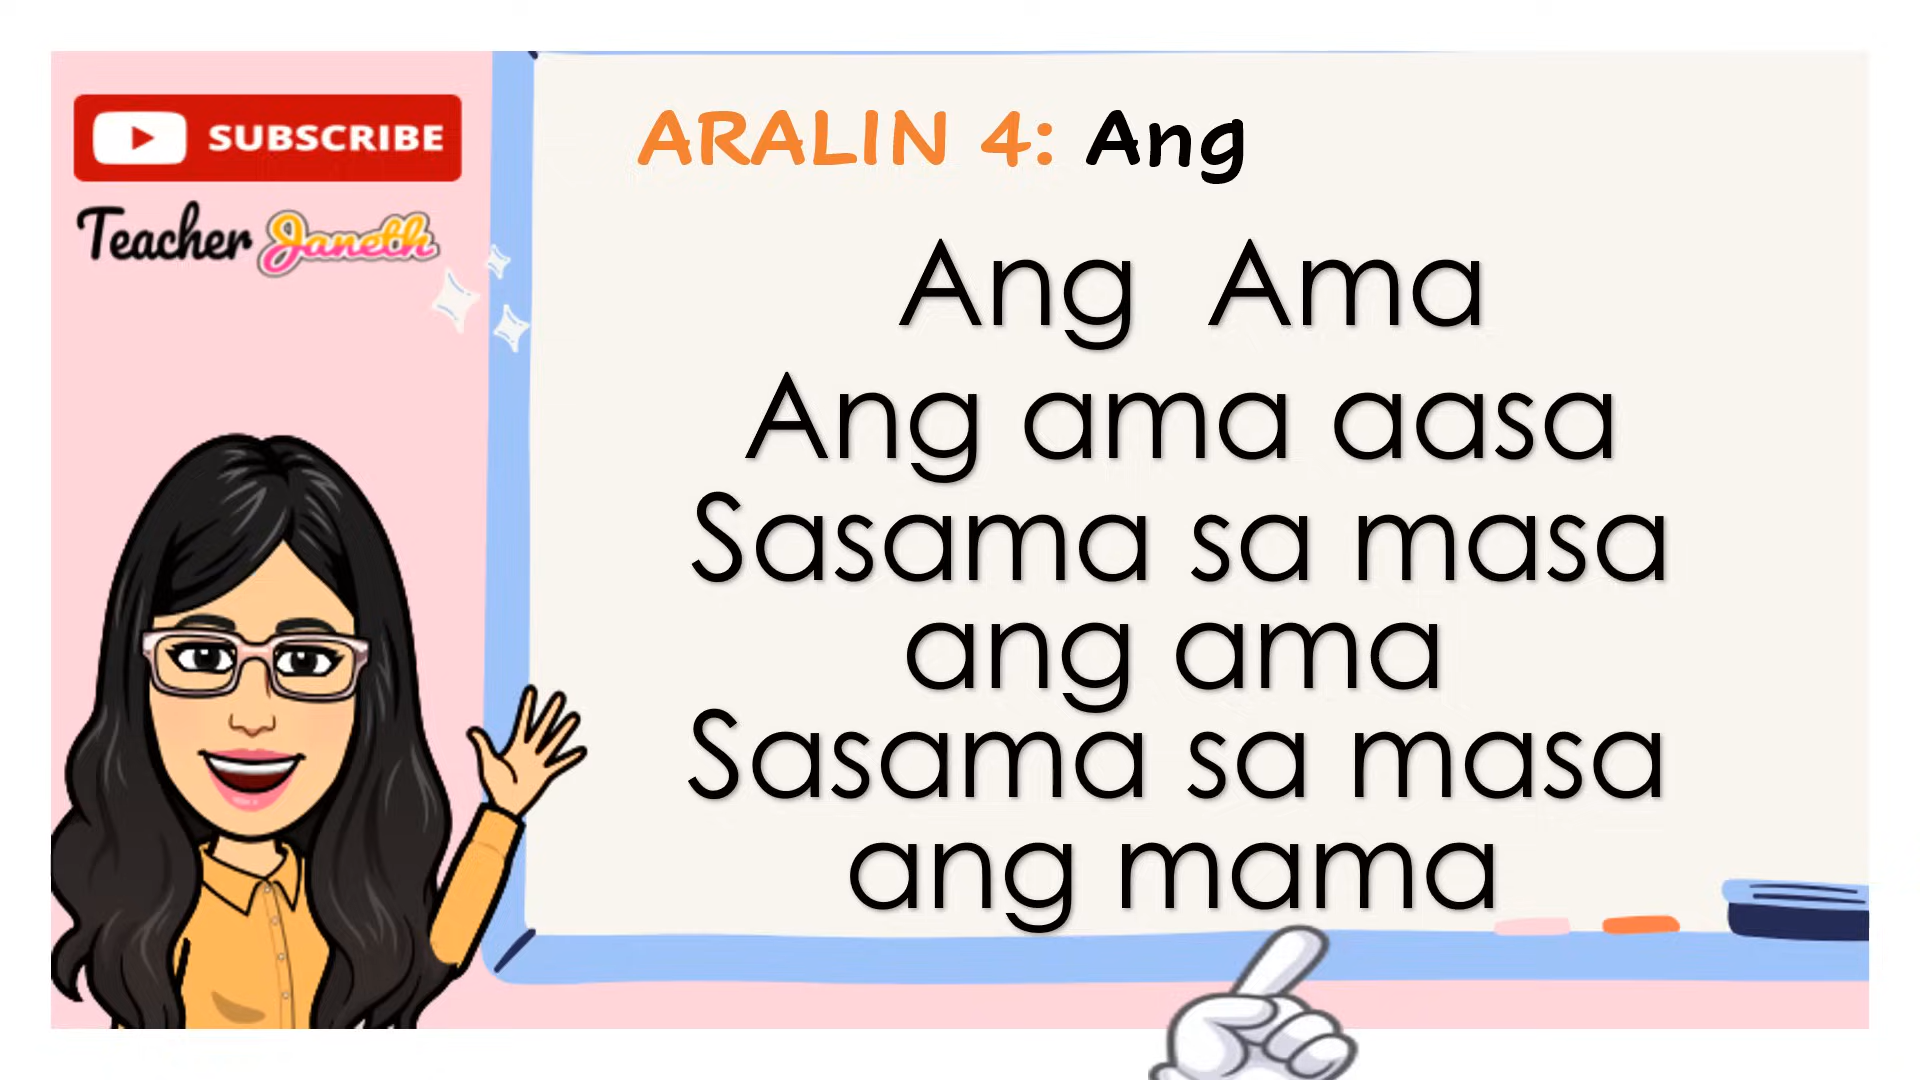 SUBSCRIBE
Teacher Janeth
ARALIN 4: Ang
Ang Ama
Ang ama aasa
Sasama sa masa
ang ama
Sasama sa masa
ang mama